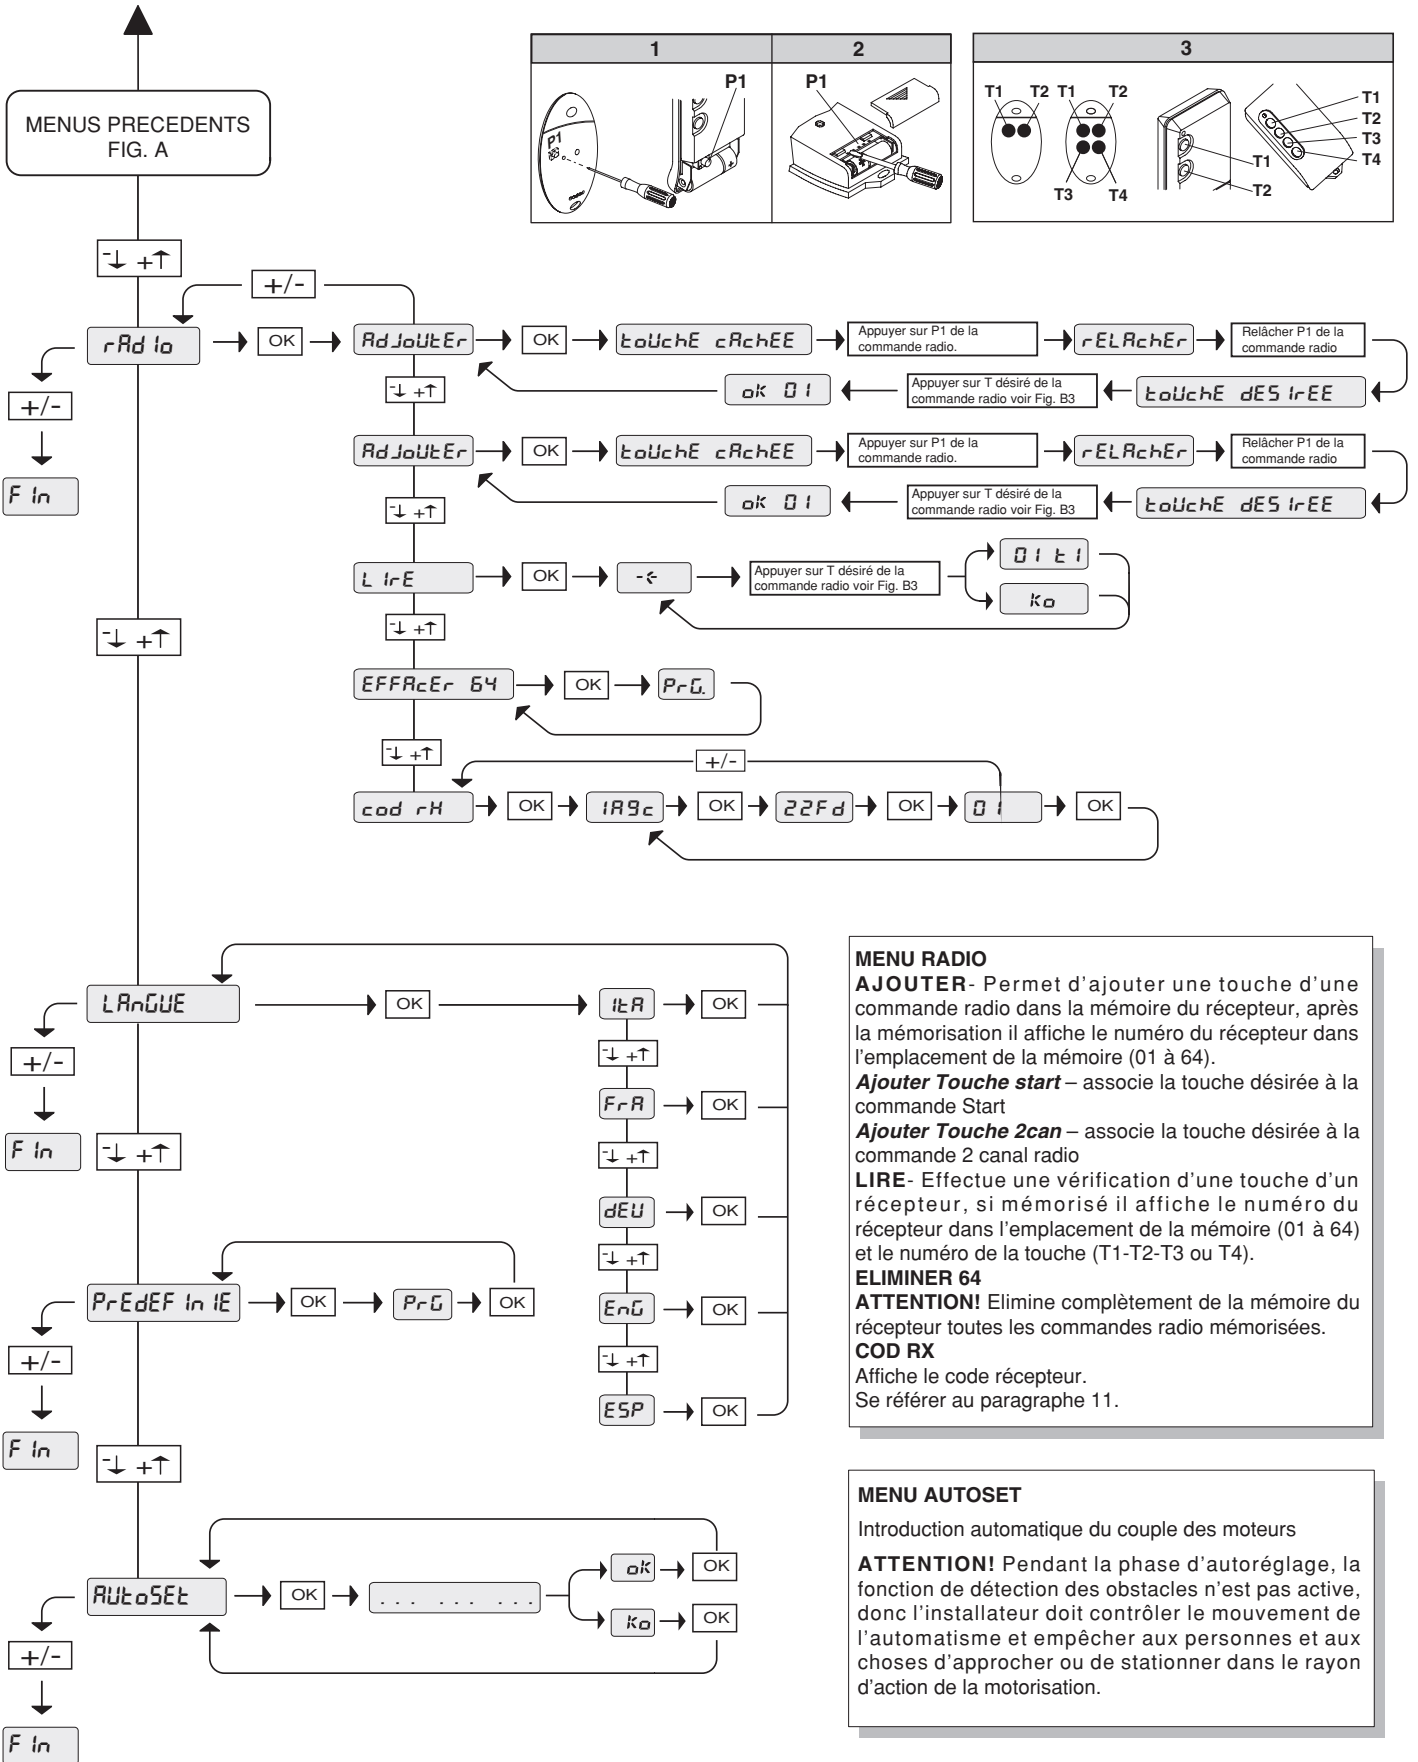 MENUS PRECEDENTS
FIG. A
1
2
3
P1
P1
P1
T1 T2 T1 T2
T3 T4
T1
T2
T1
T2
T3
T4
-↓ +↑
+/-
rAdIo
OK
AdJoUtEr
OK
toUchE cAchEE
Appuyer sur P1 de la
commande radio.
rELAchEr
Relâcher P1 de la
commande radio
+/-
-↓ +↑
oK 01
Appuyer sur T désiré de la
commande radio voir Fig. B3
toUchE dESIrEE
FIn
AdJoUtEr
OK
toUchE cAchEE
Appuyer sur P1 de la
commande radio.
rELAchEr
Relâcher P1 de la
commande radio
-↓ +↑
oK 01
Appuyer sur T désiré de la
commande radio voir Fig. B3
toUchE dESIrEE
LIrE
OK
Appuyer sur T désiré de la
commande radio voir Fig. B3
01 t1
Ko
-↓ +↑
-↓ +↑
EFFAcEr 64
OK
PrG.
-↓ +↑
+/-
cod rH
OK
1A9c
OK
22Fd
OK
01
OK
LAnGUE
OK
ItA
OK
+/-
-↓ +↑
FrA
OK
FIn
-↓ +↑
-↓ +↑
dEU
OK
-↓ +↑
PrEdEFInIE
OK
PrG
OK
EnG
OK
+/-
-↓ +↑
ESP
OK
FIn
-↓ +↑
AUtoSEt
OK
... ... ...
oK
OK
Ko
OK
+/-
FIn
MENU RADIO
AJOUTER- Permet d'ajouter une touche d'une
commande radio dans la mémoire du récepteur, après
la mémorisation il affiche le numéro du récepteur dans
l'emplacement de la mémoire (01 à 64).
Ajouter Touche start – associe la touche désirée à la
commande Start
Ajouter Touche 2can – associe la touche désirée à la
commande 2 canal radio
LIRE- Effectue une vérification d'une touche d'un
récepteur, si mémorisé il affiche le numéro du
récepteur dans l'emplacement de la mémoire (01 à 64)
et le numéro de la touche (T1-T2-T3 ou T4).
ELIMINER 64
ATTENTION! Elimine complètement de la mémoire du
récepteur toutes les commandes radio mémorisées.
COD RX
Affiche le code récepteur.
Se référer au paragraphe 11.
MENU AUTOSET
Introduction automatique du couple des moteurs
ATTENTION! Pendant la phase d'autoréglage, la
fonction de détection des obstacles n'est pas active,
donc l'installateur doit contrôler le mouvement de
l'automatisme et empêcher aux personnes et aux
choses d'approcher ou de stationner dans le rayon
d'action de la motorisation.